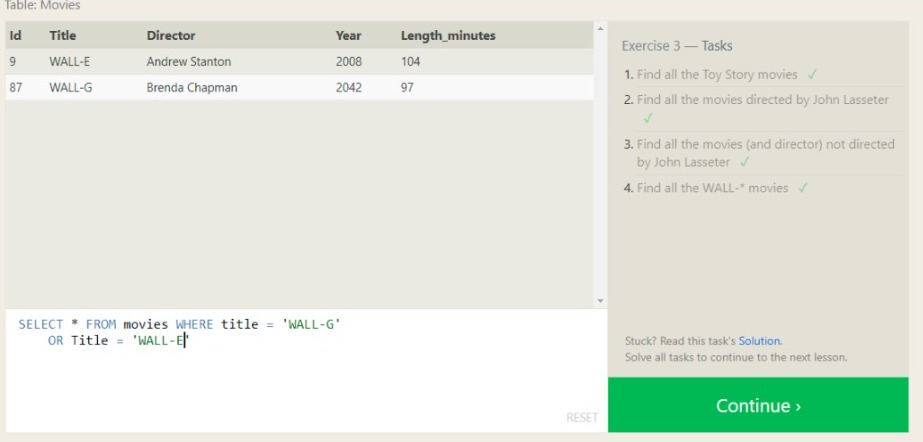 Table: Movies
Id Title Director Year Length_minutes
9 WALL-E Andrew Stanton 2008 104
87 WALL-G Brenda Chapman 2042 97
SELECT * FROM movies WHERE title = 'WALL-G'
OR Title = 'WALL-E'
RESET
Exercise 3 — Tasks
1. Find all the Toy Story movies ✓
2. Find all the movies directed by John Lasseter
✓
3. Find all the movies (and director) not directed
by John Lasseter ✓
4. Find all the WALL-* movies ✓
Stuck? Read this task's Solution.
Solve all tasks to continue to the next lesson.
Continue ›